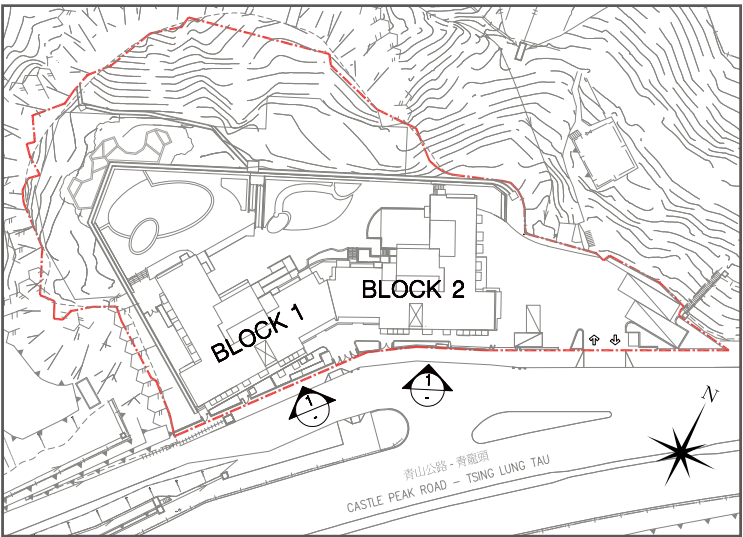 BLOCK 2
BLOCK 1
1
-
1
-
N
青山公路 - 青龍頭
CASTLE PEAK ROAD - TSING LUNG TAU